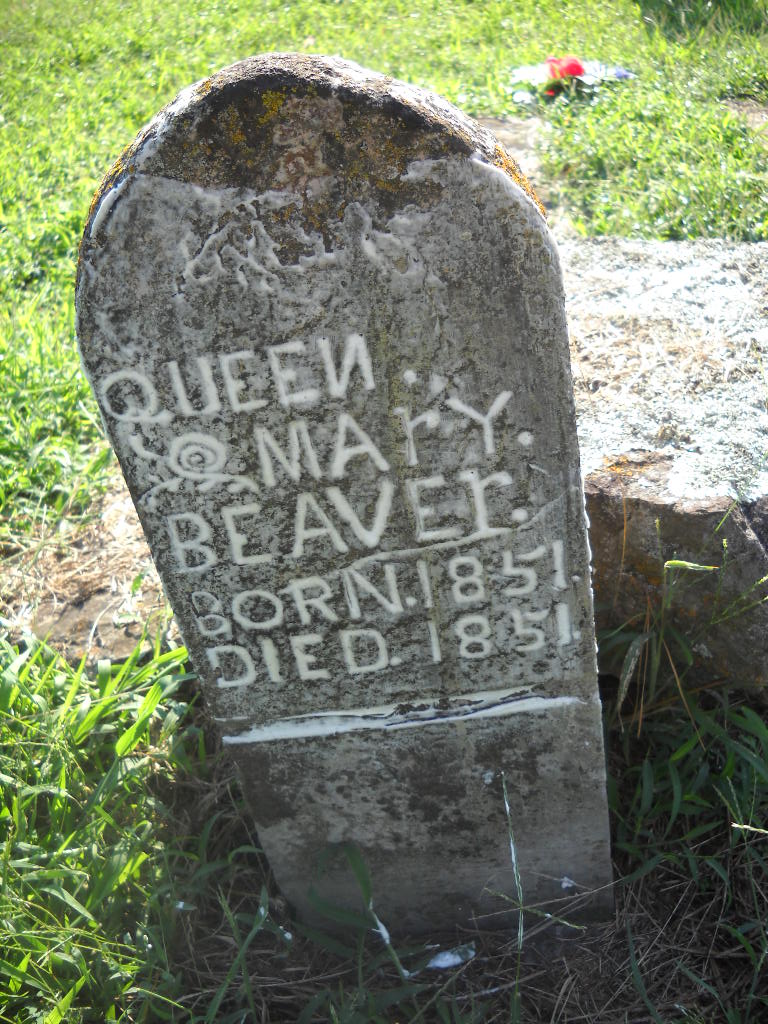 QUEEN
MArY.
BEAVEr.
BORN. 1851.
DIED. 1851.